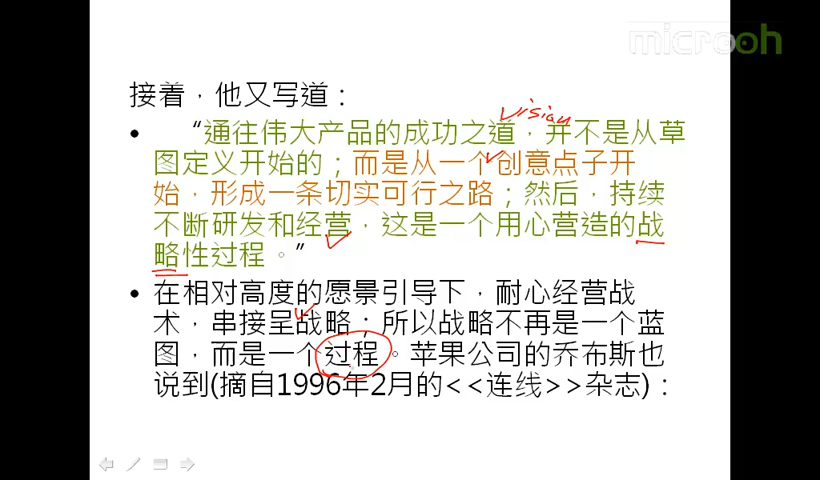 microoh
接着，他又写道：
vision
• “通往伟大产品的成功之道，并不是从草
图定义开始的；而是从一个创意点子开
始，形成一条切实可行之路；然后，持续
不断研发和经营，这是一个用心营造的战
略性过程。”
• 在相对高度的愿景引导下，耐心经营战
术，串接呈战略；所以战略不再是一个蓝
图，而是一个过程。苹果公司的乔布斯也
说到(摘自1996年2月的<<连线>>杂志)：